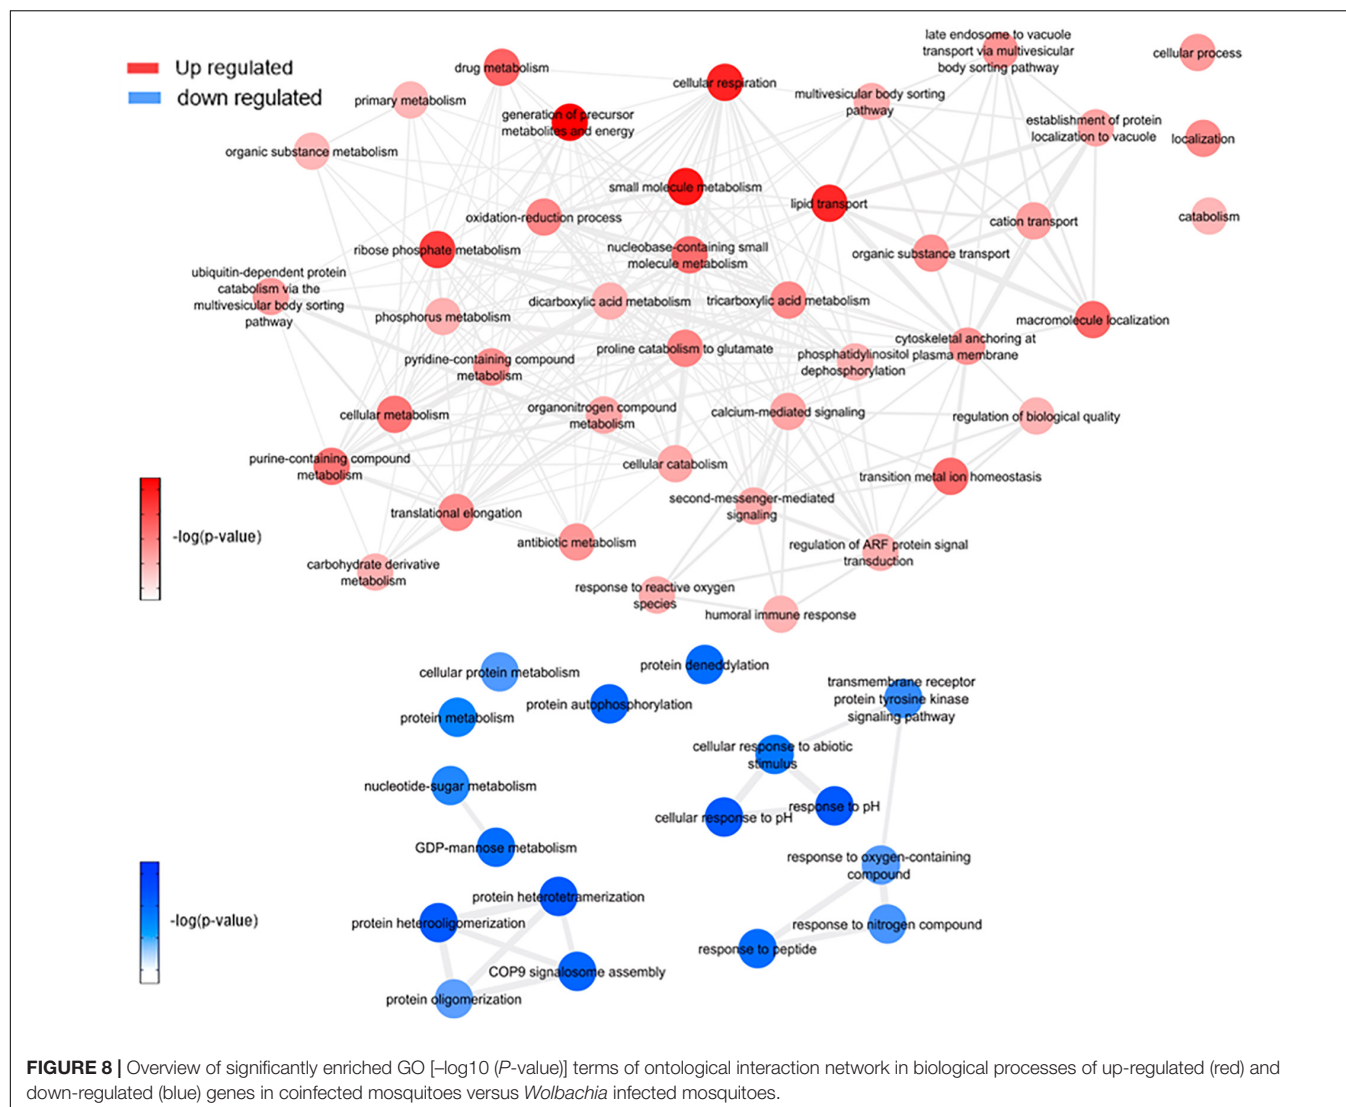 Up regulated
down regulated
drug metabolism
primary metabolism
organic substance metabolism
generation of precursor
metabolites and energy
cellular respiration
late endosome to vacuole
transport via multivesicular
body sorting pathway
multivesicular body sorting
pathway
cellular process
establishment of protein
localization to vacuole
localization
small molecule metabolism
lipid transport
oxidation-reduction process
cation transport
catabolism
ribose phosphate metabolism
nucleobase-containing small
molecule metabolism
organic substance transport
ubiquitin-dependent protein
catabolism via the
multivesicular body sorting
pathway
dicarboxylic acid metabolism
tricarboxylic acid metabolism
phosphorus metabolism
macromolecule localization
cytoskeletal anchoring at
plasma membrane
proline catabolism to glutamate
phosphatidylinositol
dephosphorylation
pyridine-containing compound
metabolism
cellular metabolism
organonitrogen compound
metabolism
calcium-mediated signaling
regulation of biological quality
purine-containing compound
metabolism
cellular catabolism
transition metal ion homeostasis
second-messenger-mediated
signaling
translational elongation
-log(p-value)
antibiotic metabolism
regulation of ARF protein signal
transduction
carbohydrate derivative
metabolism
response to reactive oxygen
species
humoral immune response
cellular protein metabolism
protein deneddylation
protein autophosphorylation
protein metabolism
transmembrane receptor
protein tyrosine kinase
signaling pathway
cellular response to abiotic
stimulus
nucleotide-sugar metabolism
cellular response to pH
response to pH
GDP-mannose metabolism
response to oxygen-containing
compound
protein heterotetramerization
protein heterooligomerization
-log(p-value)
response to nitrogen compound
response to peptide
COP9 signalosome assembly
protein oligomerization
FIGURE 8 | Overview of significantly enriched GO [–log10 (P-value)] terms of ontological interaction network in biological processes of up-regulated (red) and
down-regulated (blue) genes in coinfected mosquitoes versus Wolbachia infected mosquitoes.